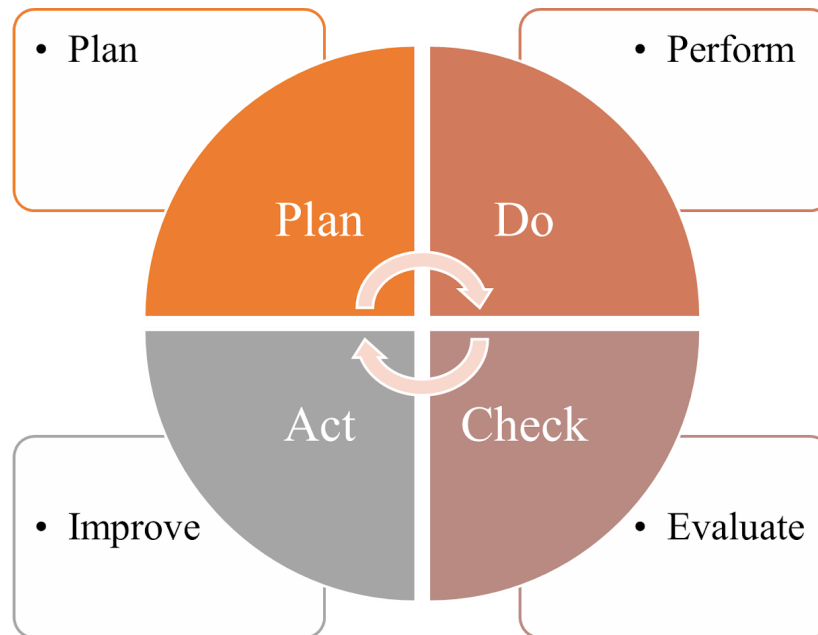 • Plan
• Perform
Plan
Do
Act
Check
• Improve
• Evaluate